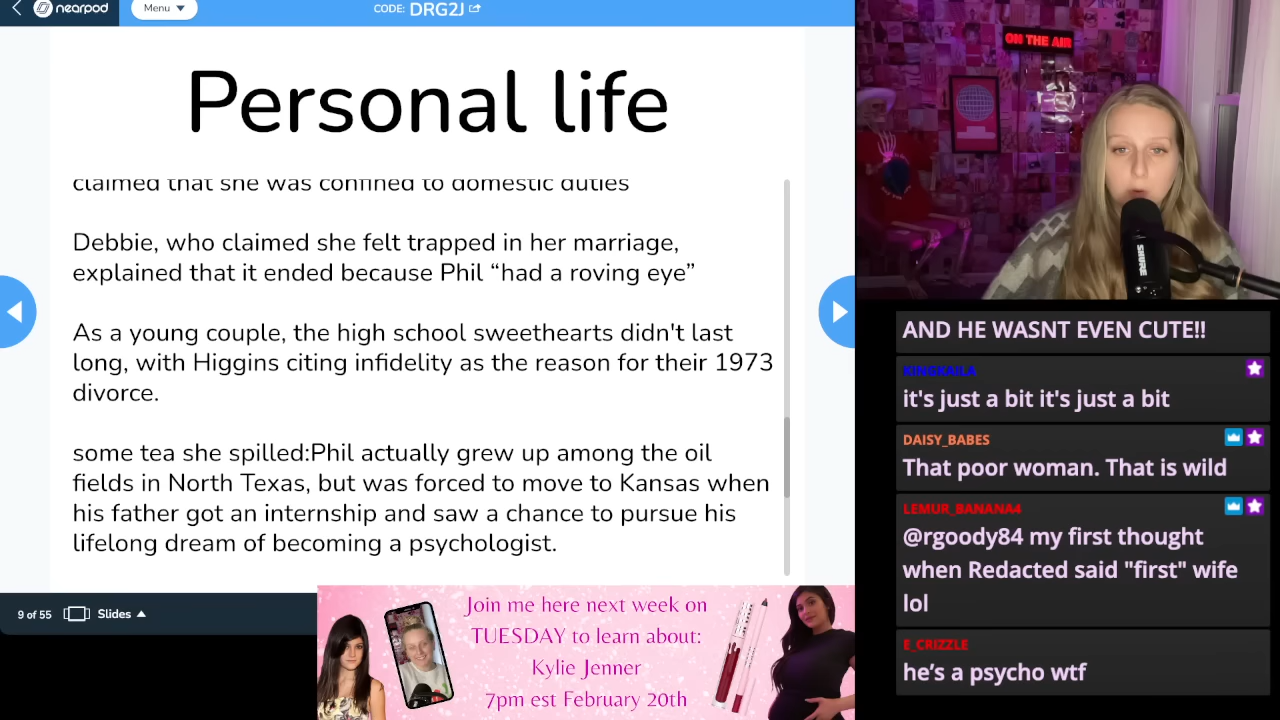 nearpod
Menu
CODE: DRG2J
ON THE AIR
Personal life
claimed that she was confined to domestic duties
Debbie, who claimed she felt trapped in her marriage,
explained that it ended because Phil “had a roving eye”
As a young couple, the high school sweethearts didn't last
long, with Higgins citing infidelity as the reason for their 1973
divorce.
some tea she spilled:Phil actually grew up among the oil
fields in North Texas, but was forced to move to Kansas when
his father got an internship and saw a chance to pursue his
lifelong dream of becoming a psychologist.
9 of 55
Slides
Join me here next week on
TUESDAY to learn about:
Kylie Jenner
7pm est February 20th
SHURE
AND HE WASNT EVEN CUTE!!
KINGKAILA
it's just a bit it's just a bit
DAISY_BABES
That poor woman. That is wild
LEMUR_BANANA4
@rgoody84 my first thought
when Redacted said "first" wife
lol
E_CRIZZLE
he’s a psycho wtf